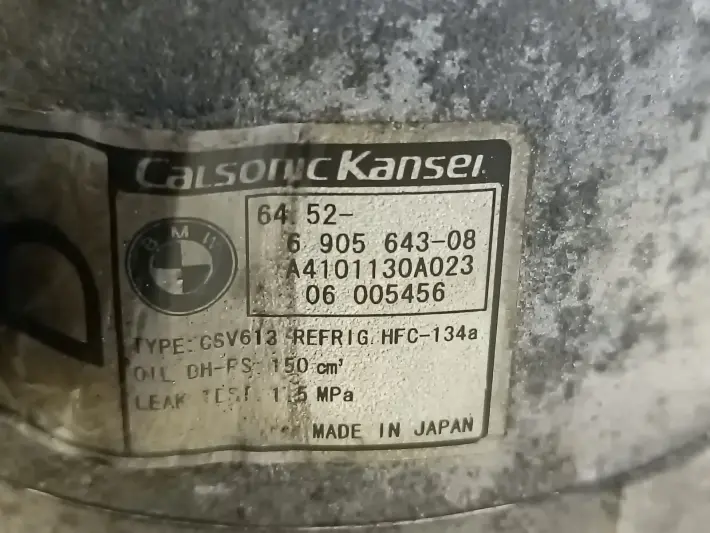 CalsonicKansei
BMW
64.52-
6 905 643-08
A4101130A023
06 005456
TYPE: CSV613 REFRIG. HFC-134a
OIL DH-PS: 150 cm³
LEAK TEST: 1.5 MPa
MADE IN JAPAN